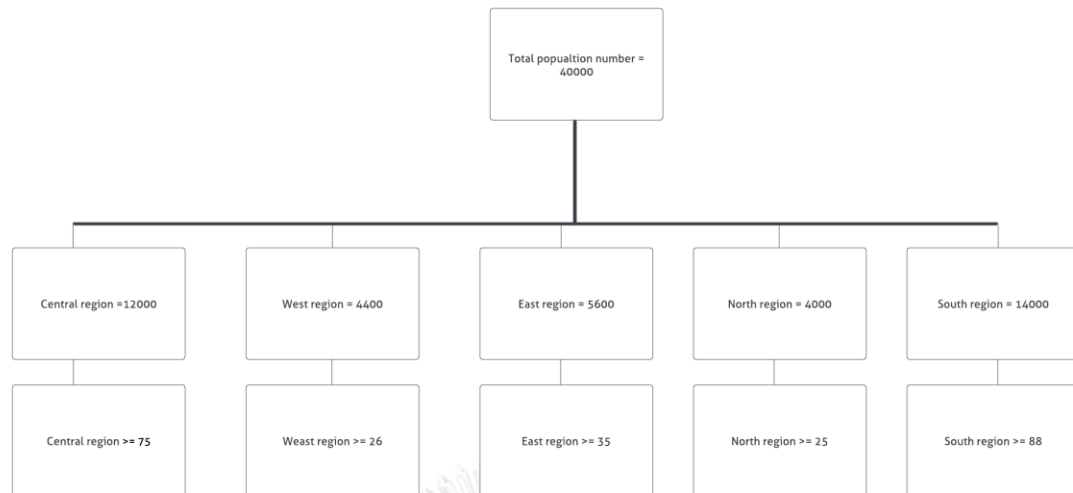 Total popualtion number =
40000
Central region =12000
West region = 4400
East region = 5600
North region = 4000
South region = 14000
Central region >= 75
Weast region >= 26
East region >= 35
North region >= 25
South region >= 88